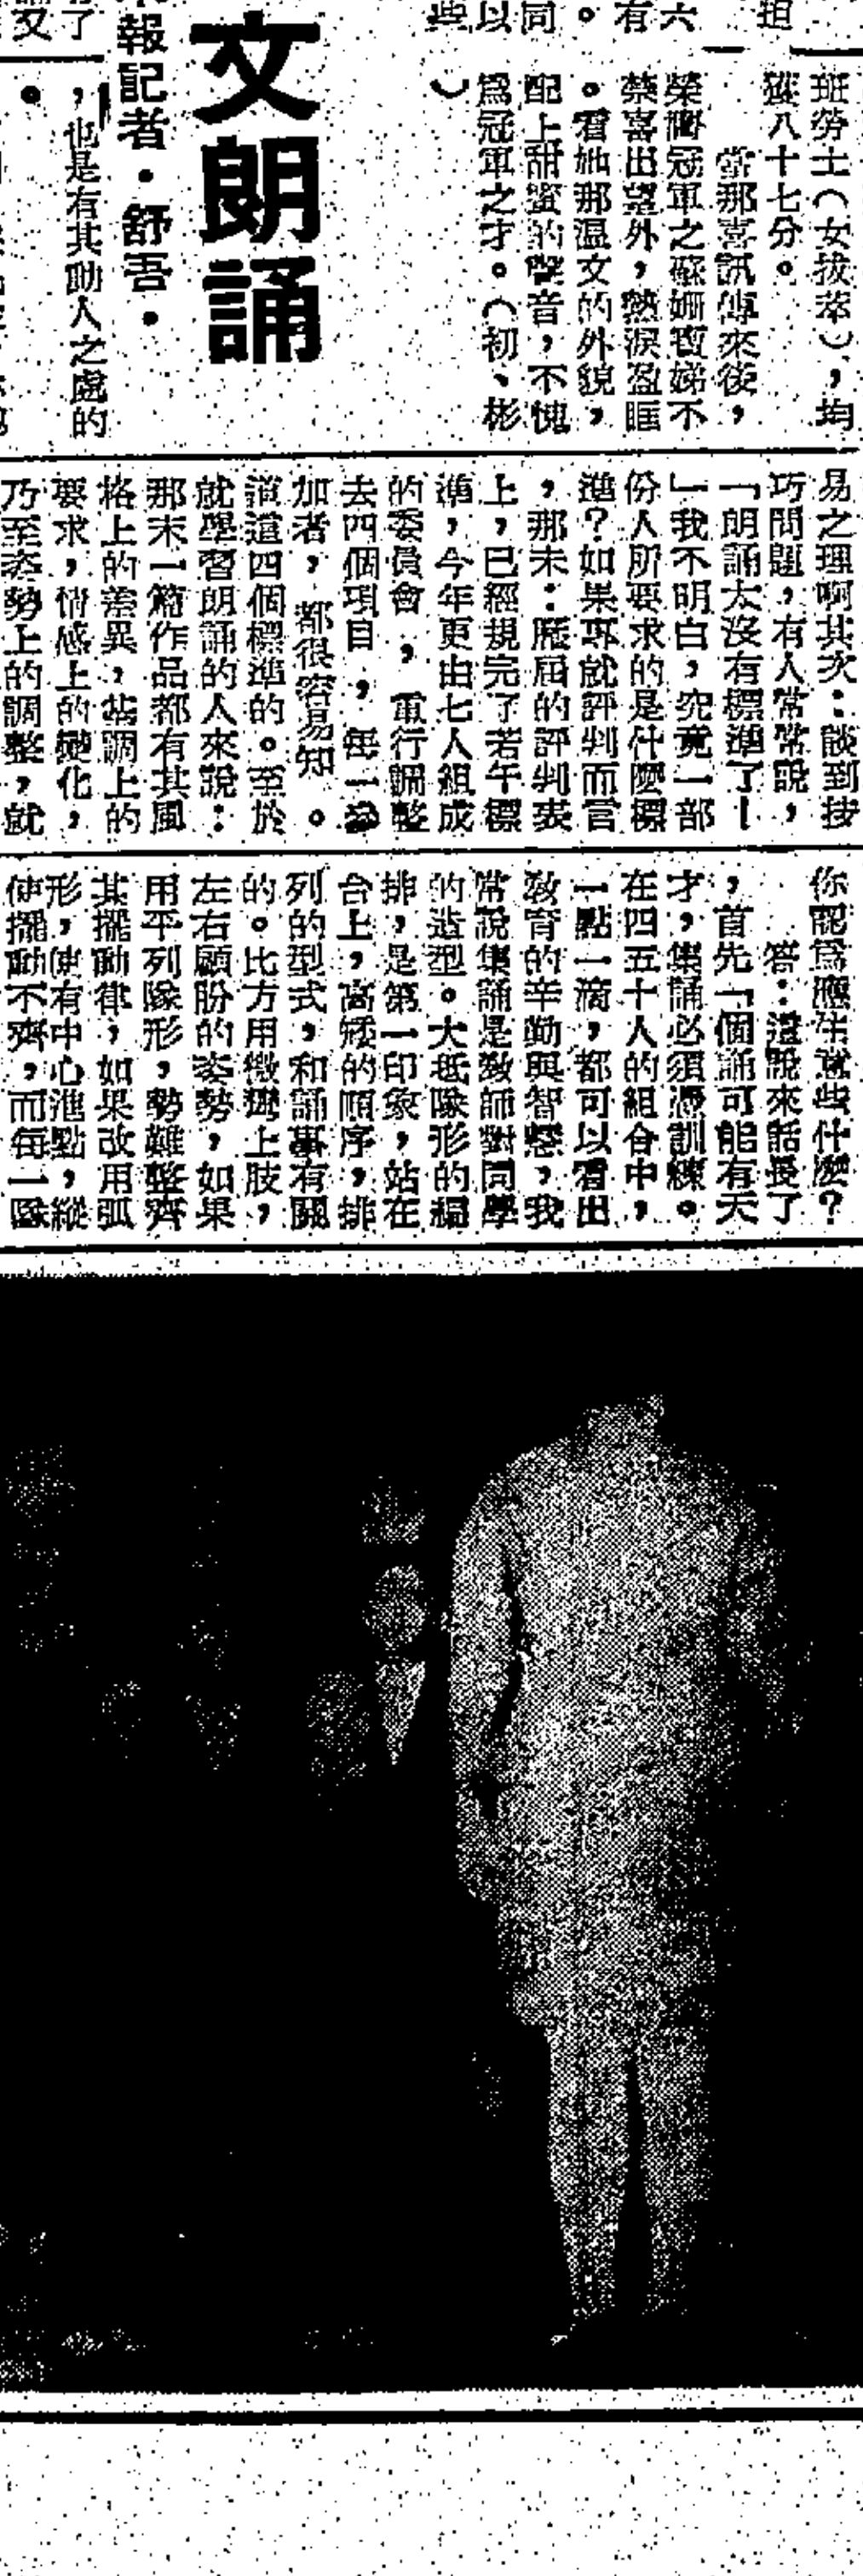 班勞士（女拔萃），均
獲八十七分。
當那喜訊傳來後，
榮膺冠軍之蘇姍寶娣不
禁喜出望外，熱淚盈眶
。看她那溫文的外貌，
配上甜蜜的聲音，不愧
爲冠軍之才。（初、彬
）
文朗誦
報記者．舒吾．
，也是有其動人之處的
易之理啊其次：談到技
巧問題，有人常常說，
「朗誦太沒有標準了—
」我不明白，究竟一部
份人所要求的是什麼標
準？如果專就評判而言
，那末：歷屆的評判表
上，已經規完了若干標
準，今年更由七人組成
的委員會，重行調整
去四個項目，每一參
加者，都很容易知。
道這四個標準的。至於
就學習朗誦的人來說：
那末一篇作品都有其風
格上的差異，基調上的
要求，情感上的變化，
乃至姿勢上的調整，就
你認爲應注意些什麼？
答：這說來話長了
，首先「個誦可能有天
才，集誦必須憑訓練。
在四五十人的組合中，
一點一滴，都可以看出
教育的辛勤與智慧，我
常說集誦是教師對同學
的造型。大抵隊形的編
排，是第一印象，站在
台上，高矮的順序，排
列的型式，和誦事有關
的。比方用微彎上肢，
左右顧盼的姿勢，如果
用平列隊形，勢難整齊
其擺動律，如果改用弧
形，使有中心進點，縱
使擺動不齊，而每一隊